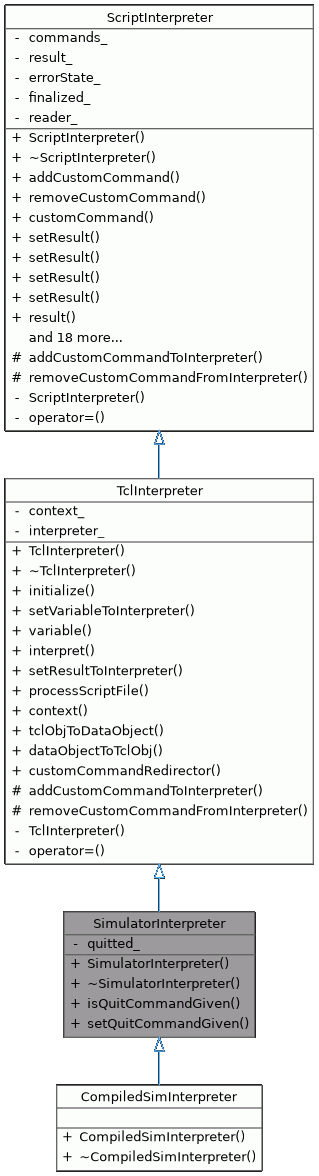 ScriptInterpreter
- commands_
- result_
- errorState_
- finalized_
- reader_
+ ScriptInterpreter()
+ ~ScriptInterpreter()
+ addCustomCommand()
+ removeCustomCommand()
+ customCommand()
+ setResult()
+ setResult()
+ setResult()
+ setResult()
+ result()
and 18 more...
# addCustomCommandToInterpreter()
# removeCustomCommandFromInterpreter()
- ScriptInterpreter()
- operator=()
TclInterpreter
- context_
- interpreter_
+ TclInterpreter()
+ ~TclInterpreter()
+ initialize()
+ setVariableToInterpreter()
+ variable()
+ interpret()
+ setResultToInterpreter()
+ processScriptFile()
+ context()
+ tclObjToDataObject()
+ dataObjectToTclObj()
+ customCommandRedirector()
# addCustomCommandToInterpreter()
# removeCustomCommandFromInterpreter()
- TclInterpreter()
- operator=()
SimulatorInterpreter
- quitted_
+ SimulatorInterpreter()
+ ~SimulatorInterpreter()
+ isQuitCommandGiven()
+ setQuitCommandGiven()
CompiledSimInterpreter
+ CompiledSimInterpreter()
+ ~CompiledSimInterpreter()